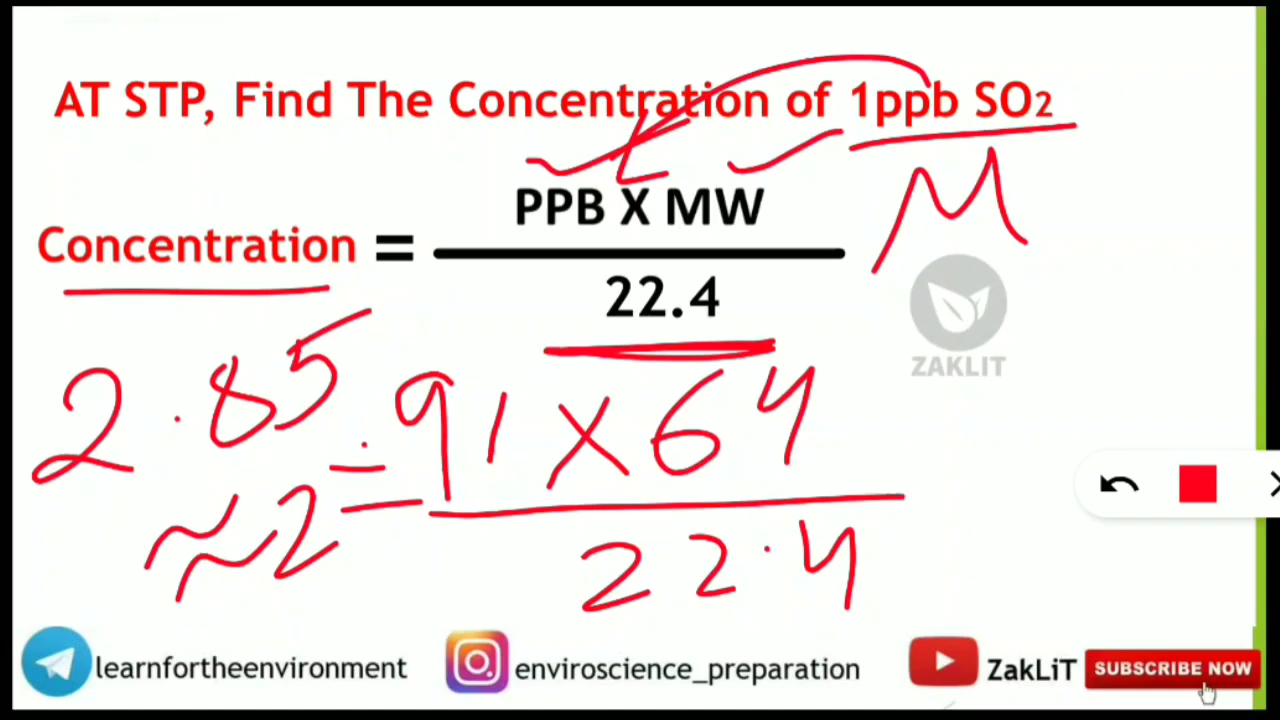 AT STP, Find The Concentration of 1ppb SO₂
Concentration = PPB X MW
22.4
ZAKLIT
2.85 = 91 x 64
≈2 22.4
learnfortheenvironment enviroscience_preparation ZakLiT SUBSCRIBE NOW